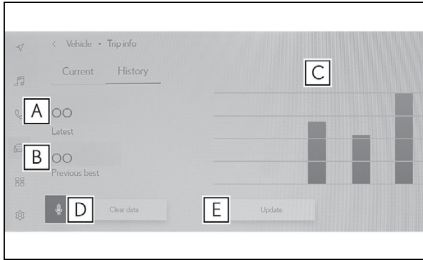 < Vehicle • Trip info
Current History
C
A
OO
Latest
B
OO
Previous best
D Clear data
E Update